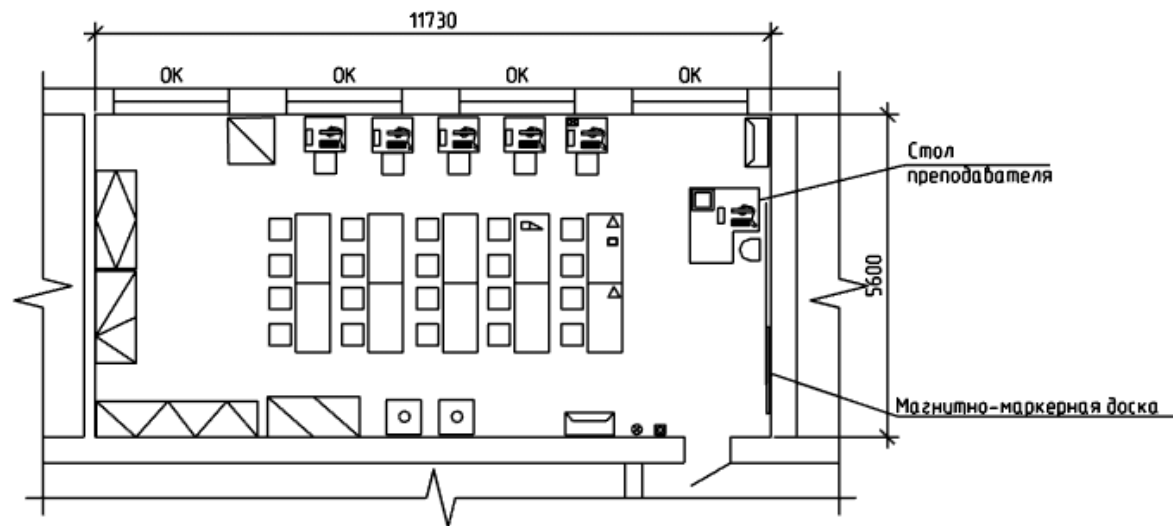 11730
ОК
ОК
ОК
ОК
Стол
преподавателя
5600
Магнитно-маркерная доска